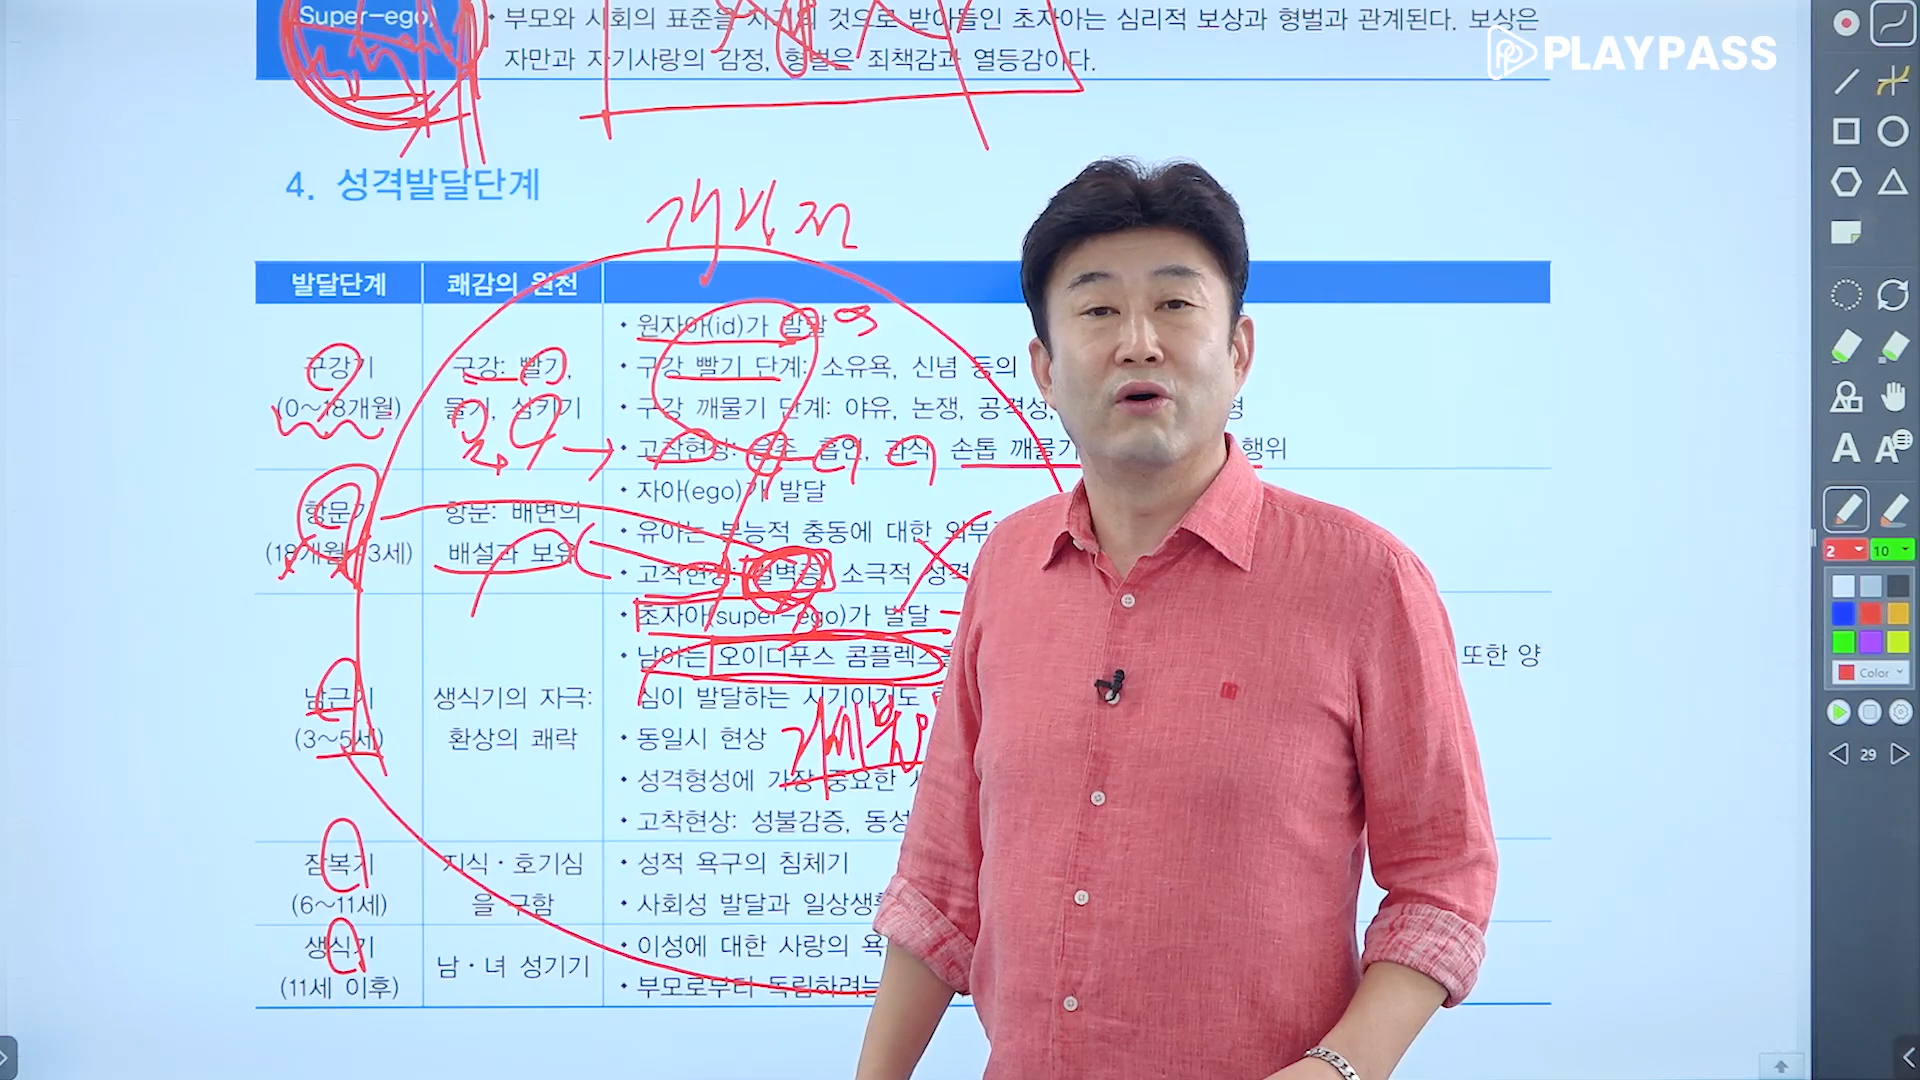 Super-ego)
• 부모와 시회의 표준을 자기의 것으로 받아들인 초자아는 심리적 보상과 형벌과 관계된다. 보상은
자만과 자기사랑의 감정, 형벌은 죄책감과 열등감이다.
PLAYPASS
4. 성격발달단계
발달단계
쾌감의 원천
구강기
(0~18개월)
구강: 빨기,
물기, 삼키기
• 원자아(id)가 발달
• 구강 빨기 단계: 소유욕, 신념 등의
• 구강 깨물기 단계: 야유, 논쟁, 공격성,
형
• 고착현상: 음주, 흡연, 과식, 손톱 깨물기
행위
항문기
(18개월~3세)
항문: 배변의
배설과 보유
• 자아(ego)가 발달
• 유아는 본능적 충동에 대한 외부
• 고착현상: 결벽증, 소극적 성격
남근기
(3~5세)
생식기의 자극:
환상의 쾌락
• 초자아(super-ego)가 발달
• 남아는 오이디푸스 콤플렉스를
또한 양
심이 발달하는 시기이기도
• 동일시 현상
• 성격형성에 가장 중요한
• 고착현상: 성불감증,
잠복기
(6~11세)
지식·호기심
을 구함
• 성적 욕구의 침체기
• 사회성 발달과
생식기
(11세 이후)
남·녀 성기기
• 이성에 대한 사랑의
• 부모로부터 독립하려는
2
10
Color
29